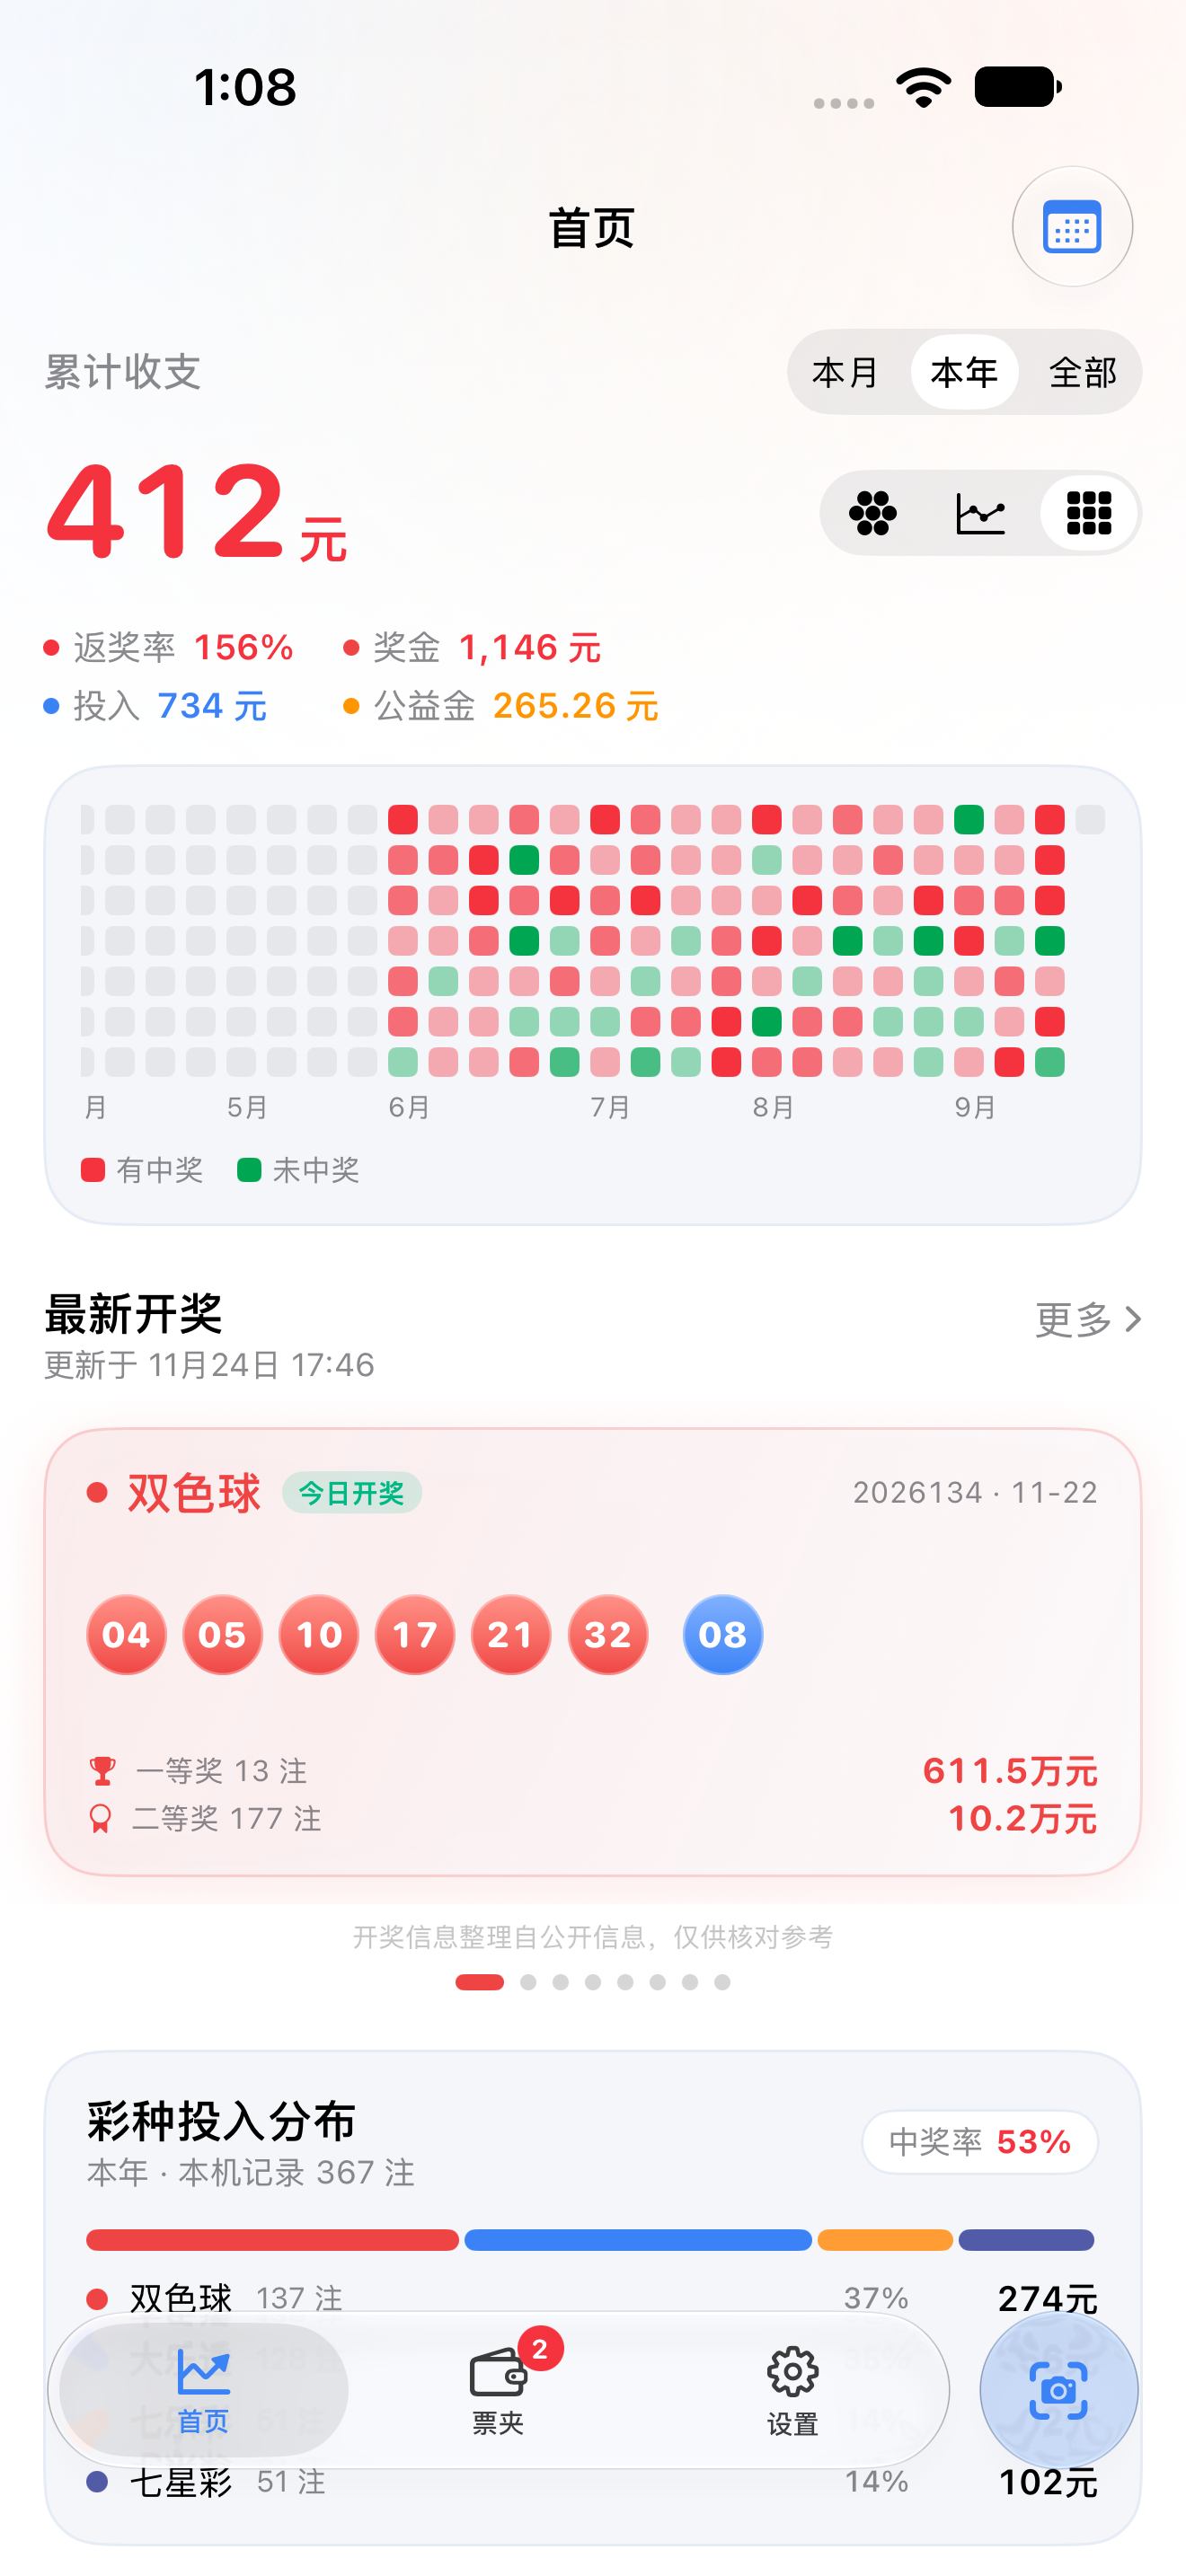 1:08
首页
累计收支
本月 本年 全部
412 元
返奖率 156% 奖金 1,146 元
投入 734 元 公益金 265.26 元
月 5月 6月 7月 8月 9月
有中奖 未中奖
最新开奖 更多
更新于 11月24日 17:46
双色球 今日开奖 2026134 · 11-22
04 05 10 17 21 32 08
一等奖 13 注 611.5万元
二等奖 177 注 10.2万元
开奖信息整理自公开信息，仅供核对参考
彩种投入分布 中奖率 53%
本年 · 本机记录 367 注
双色球 137 注 37% 274元
2
首页 票夹 设置
七星彩 51 注 14% 102元